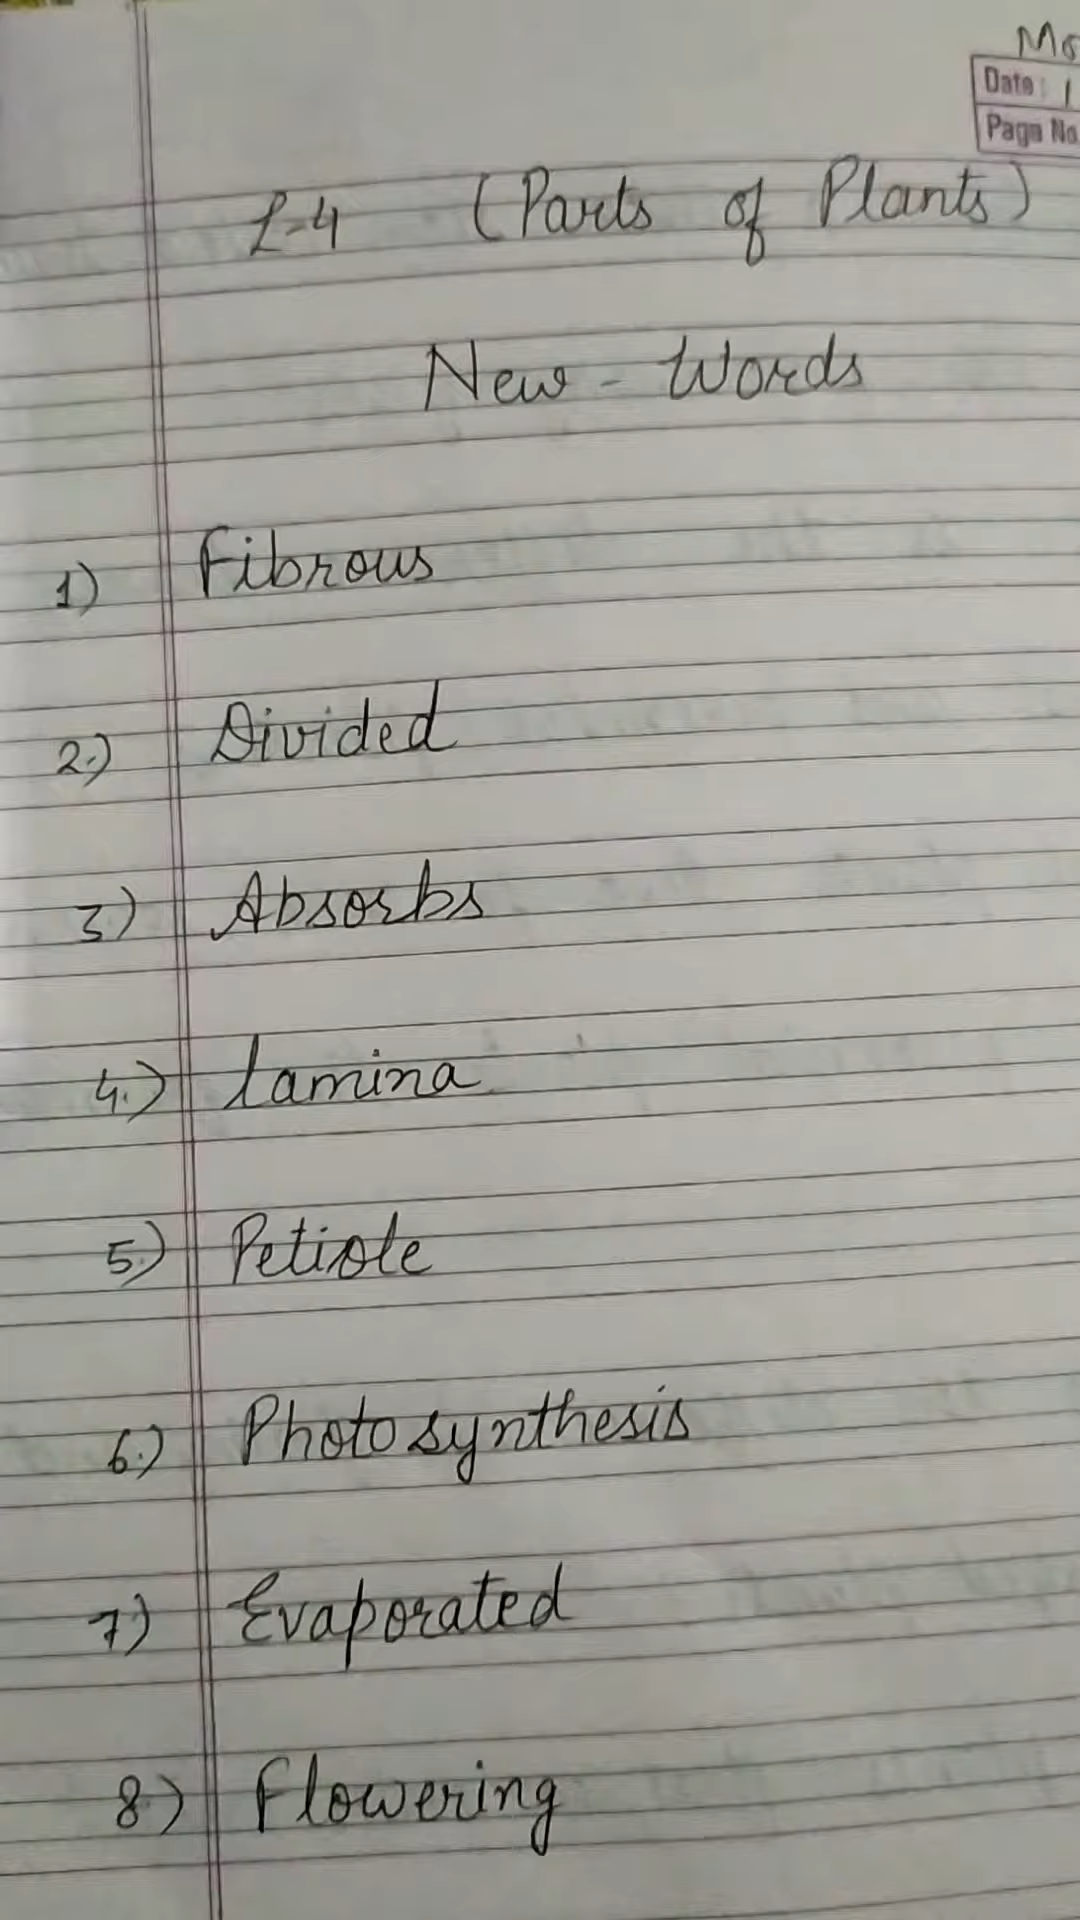 Date :
Page No
L-4 (Parts of Plants)
New - Words
1) Fibrous
2.) Divided
3) Absorbs
4.) Lamina
5.) Petiole
6.) Photosynthesis
7.) Evaporated
8.) Flowering